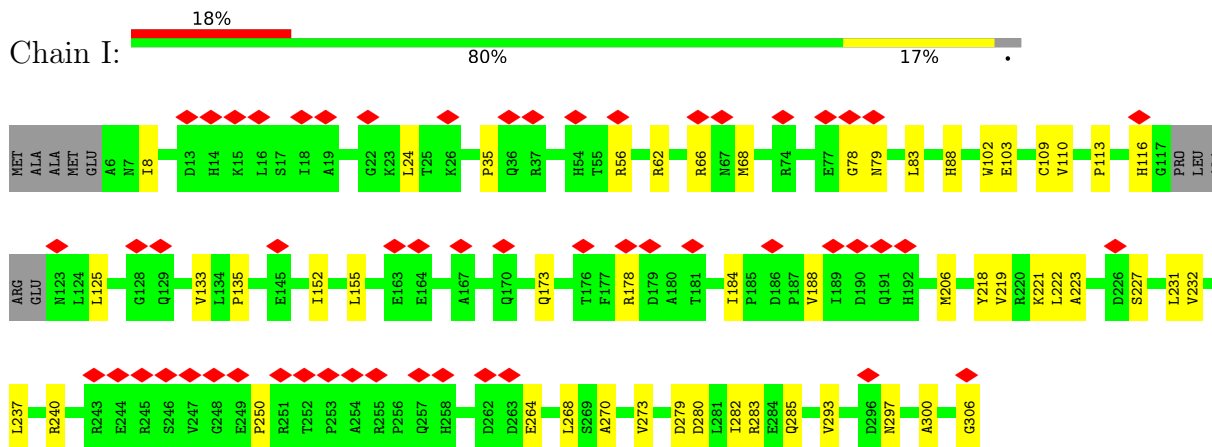 18%
Chain I:
80% 17% .
MET ALA ALA MET GLU A6 N7 I8 D13 H14 K15 L16 S17 I18 A19 G22 K23 L24 T25 K26 P35 Q36 R37 H54 T55 R56 R62 R66 N67 M68 R74 E77 G78 N79 L83 H88 W102 E103 C109 V110 P113 H116 G117 PRO LEU
ARG GLU N123 L124 L125 G128 Q129 V133 L134 P135 E145 I152 L155 E163 E164 A167 Q170 Q173 T176 F177 R178 D179 A180 T181 I184 P185 D186 P187 V188 I189 D190 Q191 H192 M206 Y218 V219 R220 K221 L222 A223 D226 S227 L231 V232
L237 R240 R243 E244 R245 S246 V247 G248 E249 P250 R251 T252 P253 A254 R255 P256 Q257 H258 D262 D263 E264 L268 S269 A270 V273 D279 D280 L281 I282 R283 E284 Q285 V293 D296 N297 A300 G306